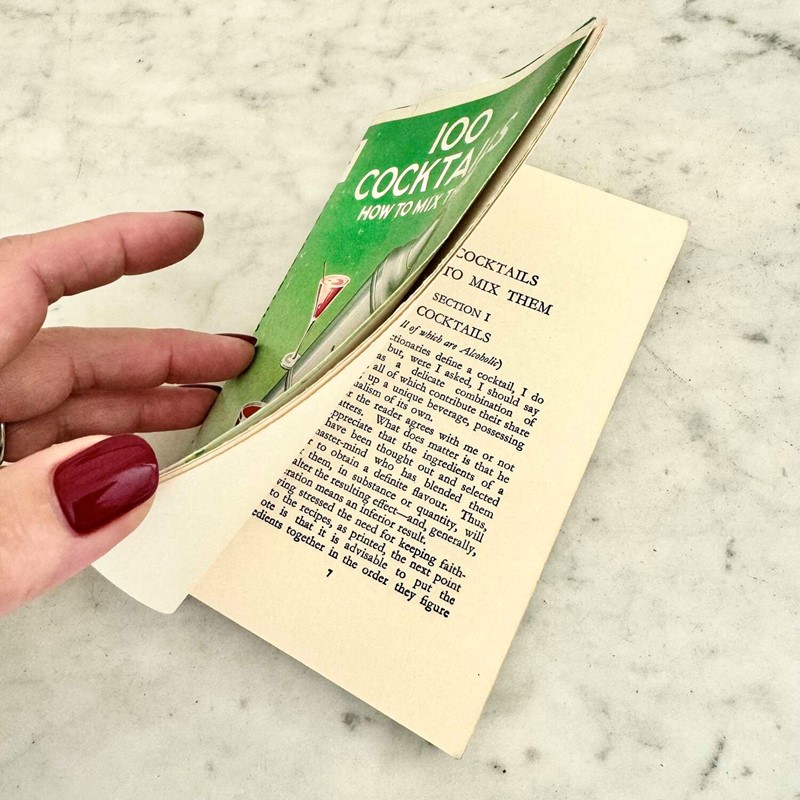 100
COCKTAILS
HOW TO MIX T
COCKTAILS
TO MIX THEM
SECTION I
COCKTAILS
ll of which are Alcoholic)
tionaries define a cocktail, I do
but, were I asked, I should say
as a delicate combination of
all of which contribute their share
up a unique beverage, possessing
nalism of its own.
r the reader agrees with me or not
tters. What does matter is that he
ppreciate that the ingredients of a
have been thought out and selected
naster-mind who has blended them
r to obtain a definite flavour. Thus,
them, in substance or quantity, will
alter the resulting effect—and, generally,
eration means an inferior result.
ving stressed the need for keeping faith-
to the recipes, as printed, the next point
ote is that it is advisable to put the
edients together in the order they figure
7